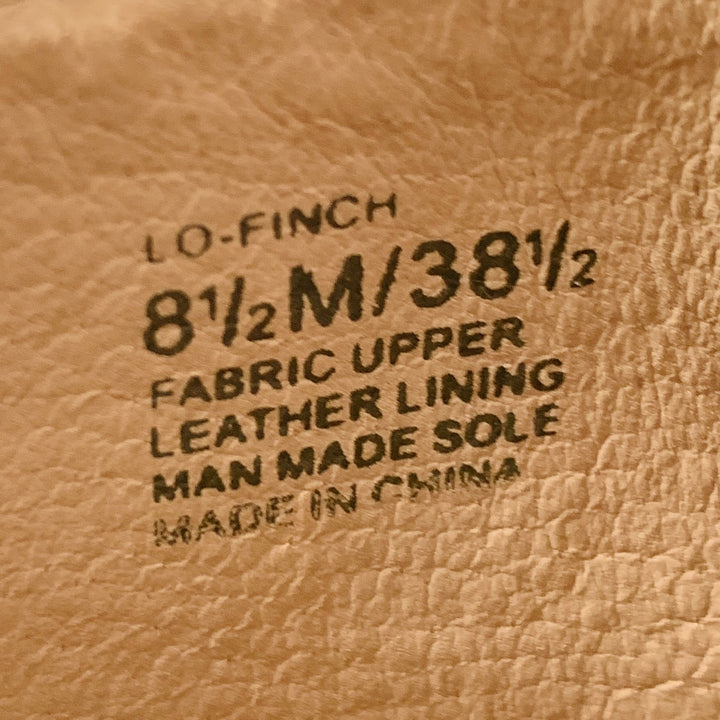 LO-FINCH
8½M/38½
FABRIC UPPER
LEATHER LINING
MAN MADE SOLE
MADE IN CHINA